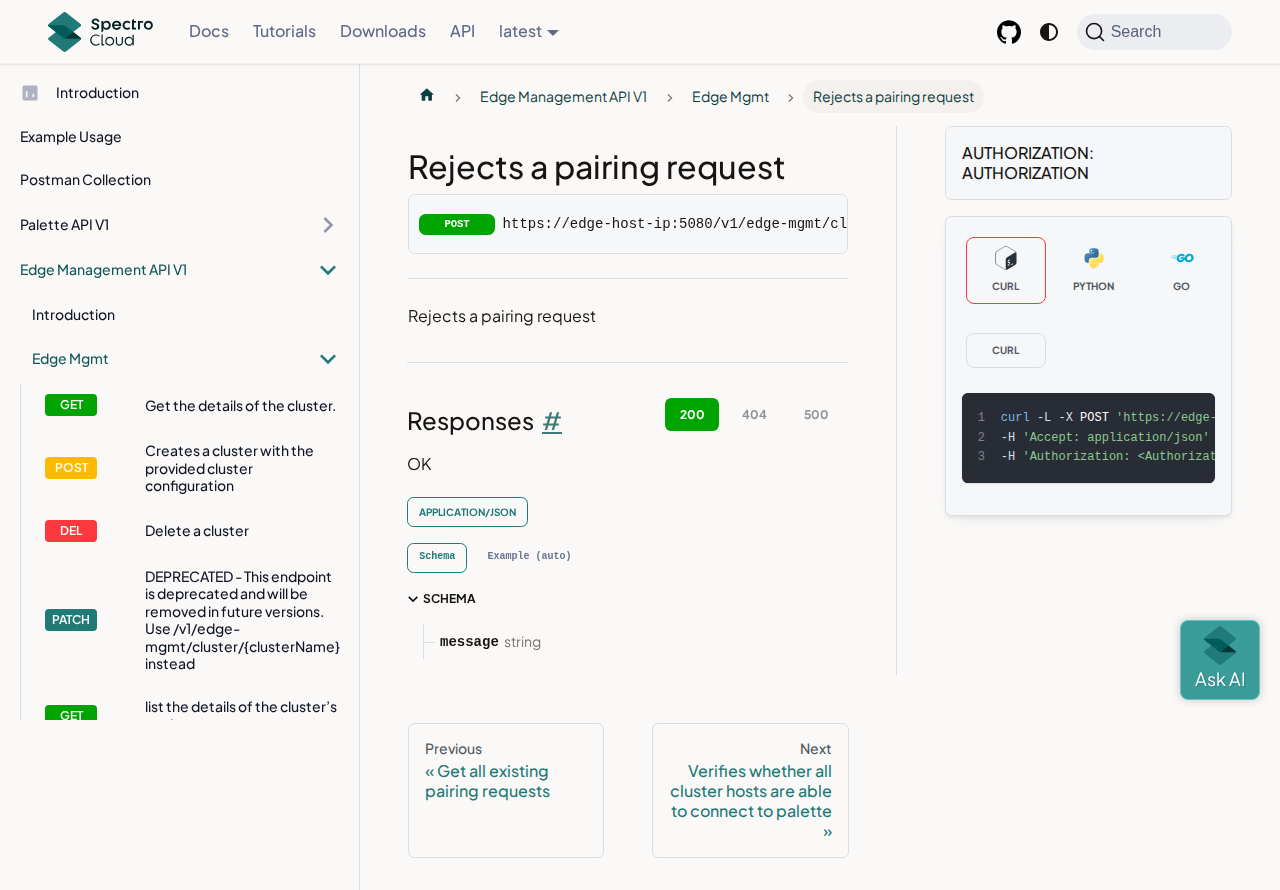 Spectro
Cloud
Docs
Tutorials
Downloads
API
latest
Search
Introduction
Example Usage
Postman Collection
Palette API V1
Edge Management API V1
Introduction
Edge Mgmt
GET
Get the details of the cluster.
POST
Creates a cluster with the
provided cluster
configuration
DEL
Delete a cluster
PATCH
DEPRECATED - This endpoint
is deprecated and will be
removed in future versions.
Use /v1/edge-
mgmt/cluster/{clusterName}
instead
GET
list the details of the cluster's
Edge Management API V1
Edge Mgmt
Rejects a pairing request
Rejects a pairing request
POST
https://edge-host-ip:5080/v1/edge-mgmt/cl
Rejects a pairing request
Responses #
200
404
500
OK
APPLICATION/JSON
Schema
Example (auto)
SCHEMA
message string
Previous
« Get all existing
pairing requests
Next
Verifies whether all
cluster hosts are able
to connect to palette
»
AUTHORIZATION:
AUTHORIZATION
CURL
PYTHON
GO
GO
CURL
1 curl -L -X POST 'https://edge-
2 -H 'Accept: application/json'
3 -H 'Authorization: <Authorizat
Ask AI